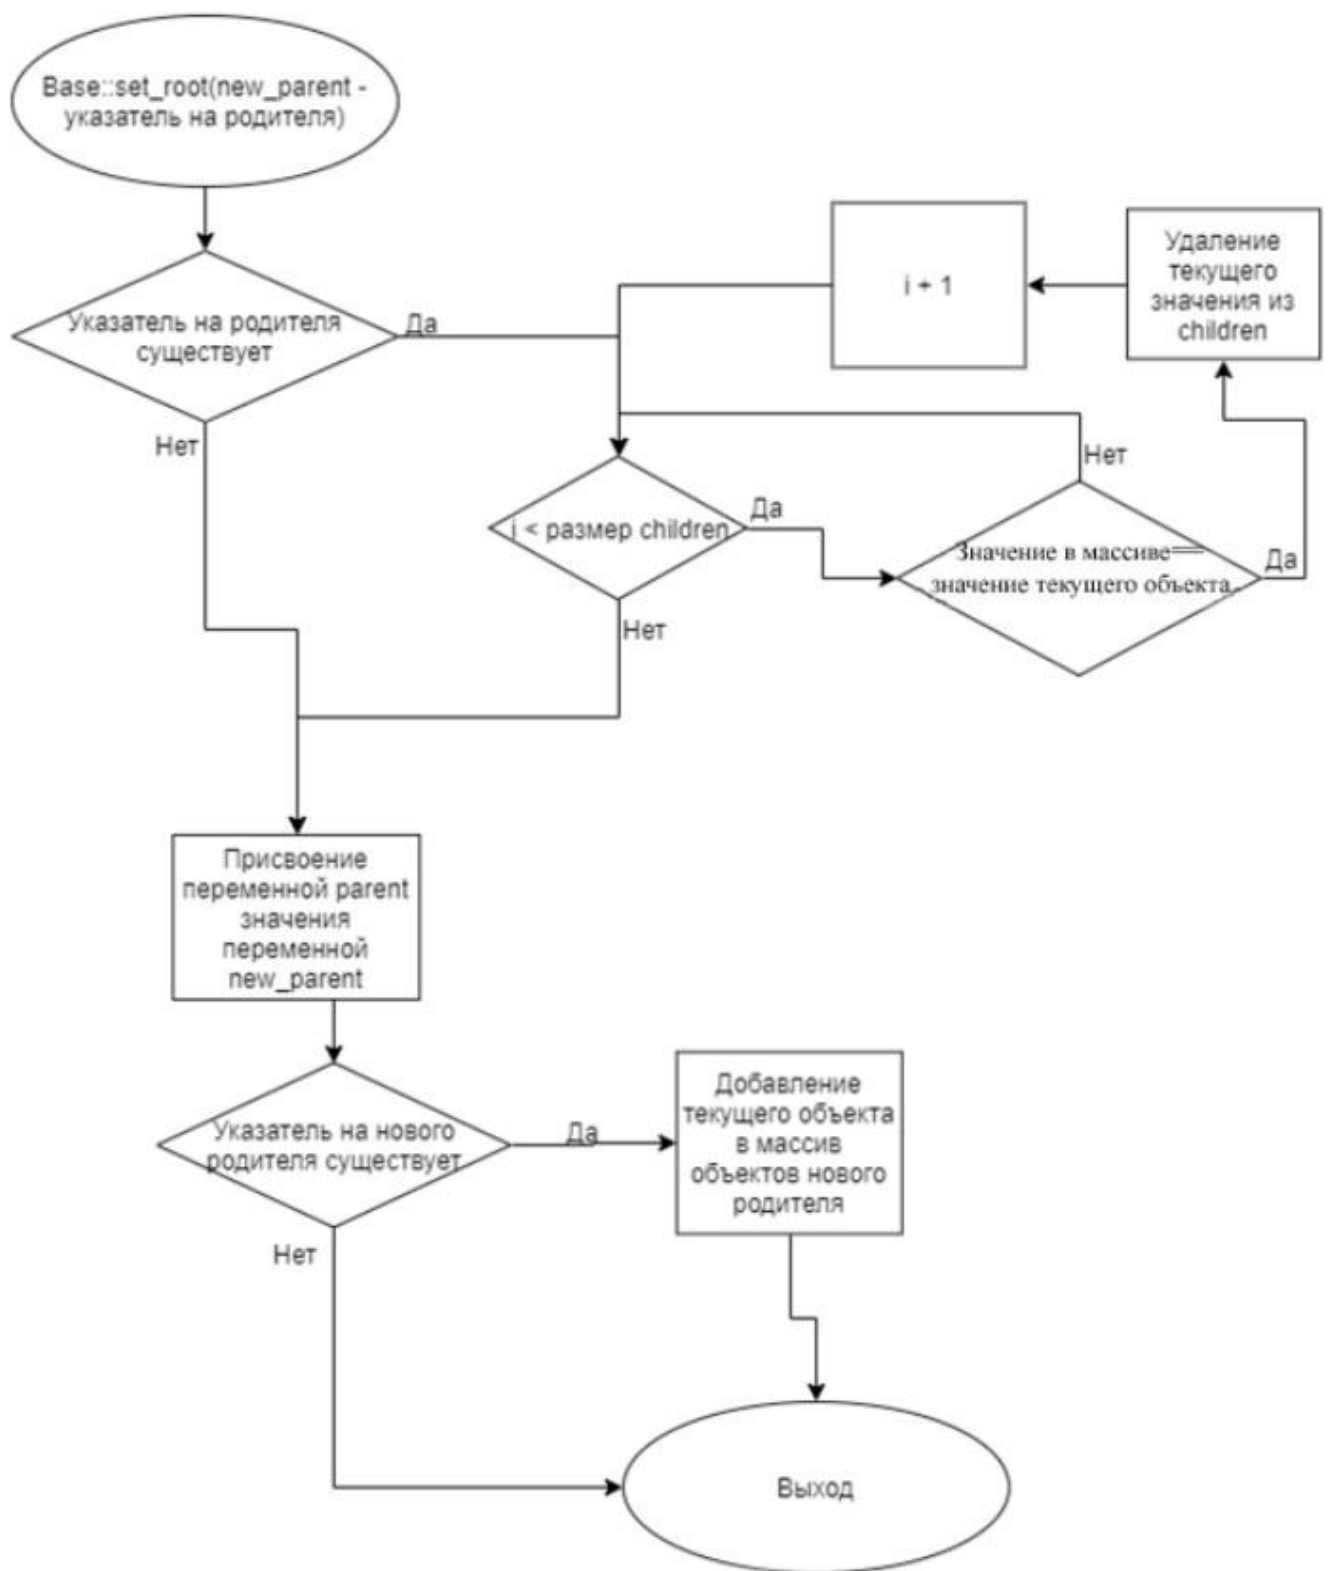 Base::set_root(new_parent -
указатель на родителя)
Указатель на родителя
существует
Да
Нет
i + 1
Удаление
текущего
значения из
children
i < размер children
Да
Нет
Значение в массиве==
значение текущего объекта
Нет
Да
Присвоение
переменной parent
значения
переменной
new_parent
Указатель на нового
родителя существует
Да
Нет
Добавление
текущего объекта
в массив
объектов нового
родителя
Выход